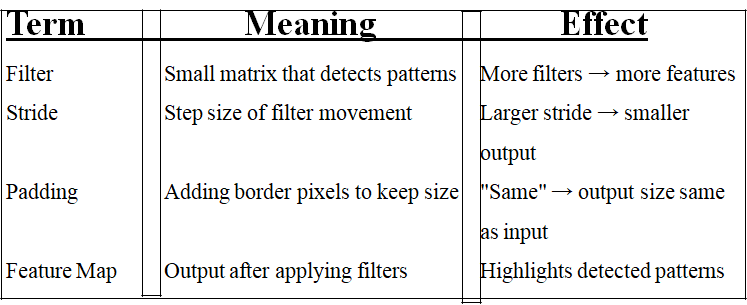 Term Meaning Effect
Filter Small matrix that detects patterns More filters → more features
Stride Step size of filter movement Larger stride → smaller
output
Padding Adding border pixels to keep size "Same" → output size same
as input
Feature Map Output after applying filters Highlights detected patterns